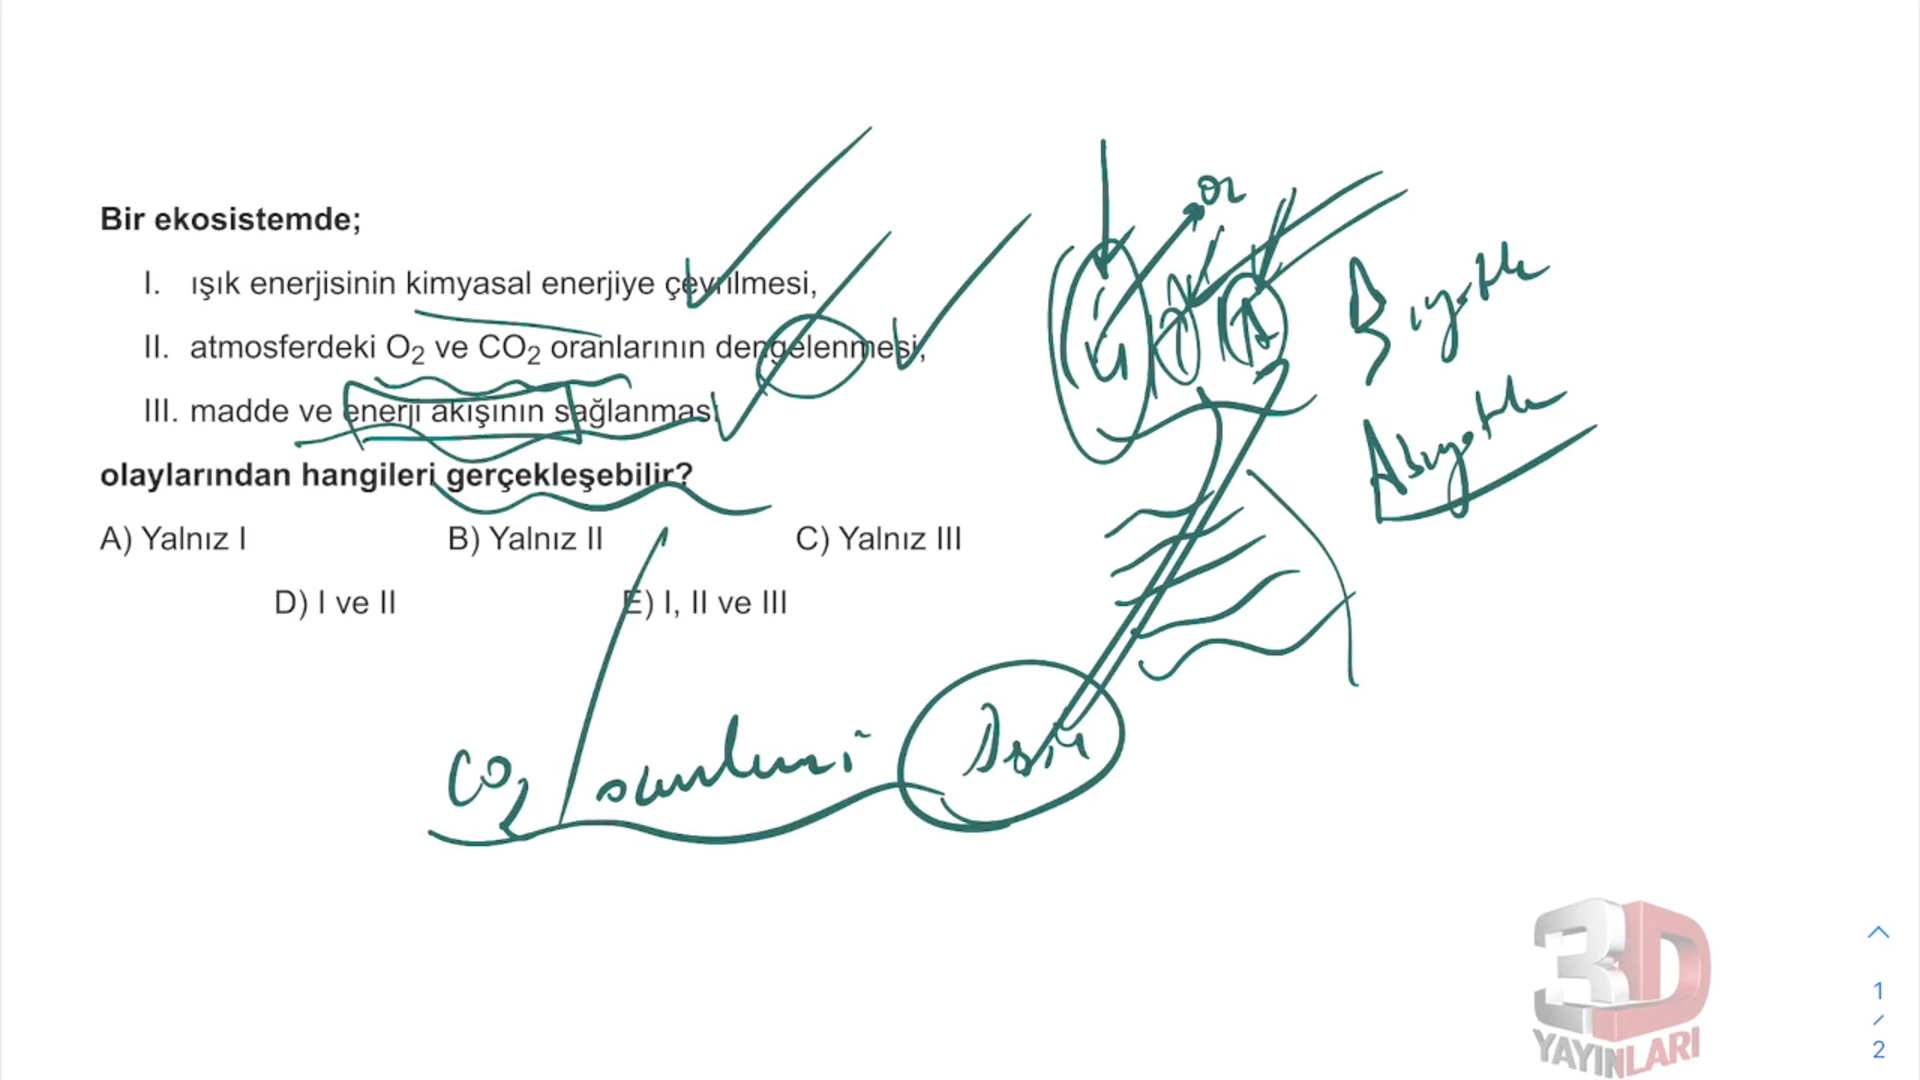 Bir ekosistemde;
I. ışık enerjisinin kimyasal enerjiye çevrilmesi,
II. atmosferdeki O2 ve CO2 oranlarının dengelenmesi,
III. madde ve enerji akışının sağlanması
olaylarından hangileri gerçekleşebilir?
A) Yalnız I B) Yalnız II C) Yalnız III
D) I ve II E) I, II ve III
O2
Biyotik
Abiyotik
CO2
3D
YAYINLARI
1
/
2